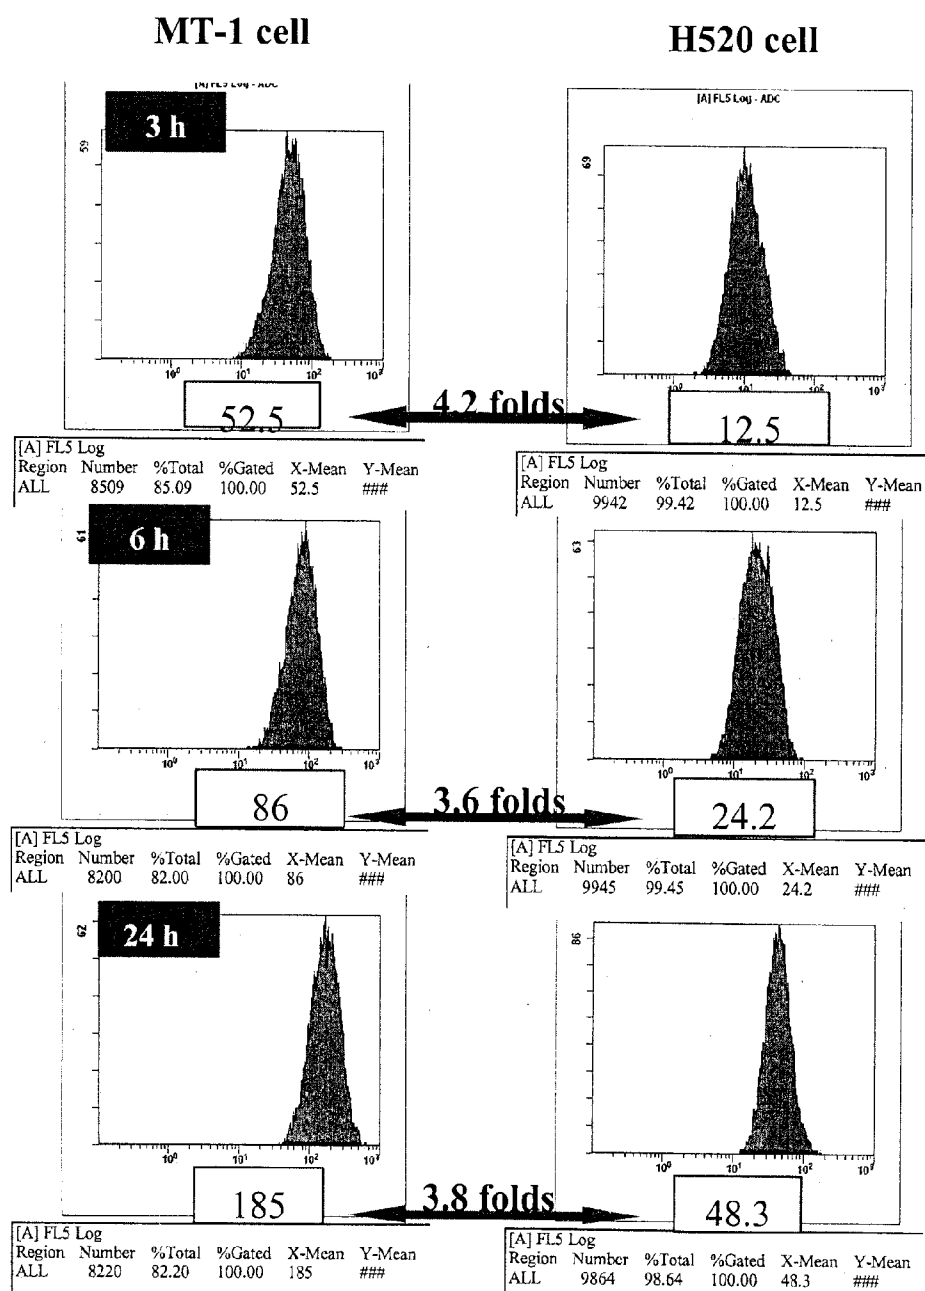 MT-1 cell
H520 cell
[A] FL5 Log - ADC
[A] FL5 Log - ADC
3 h
59
69
10⁰ 10¹ 10² 10³
10⁰ 10¹ 10² 10³
52.5
4.2 folds
12.5
[A] FL5 Log
Region Number %Total %Gated X-Mean Y-Mean
ALL 8509 85.09 100.00 52.5 ###
[A] FL5 Log
Region Number %Total %Gated X-Mean Y-Mean
ALL 9942 99.42 100.00 12.5 ###
6 h
61
63
10⁰ 10¹ 10² 10³
10⁰ 10¹ 10² 10³
86
3.6 folds
24.2
[A] FL5 Log
Region Number %Total %Gated X-Mean Y-Mean
ALL 8200 82.00 100.00 86 ###
[A] FL5 Log
Region Number %Total %Gated X-Mean Y-Mean
ALL 9945 99.45 100.00 24.2 ###
24 h
62
86
10⁰ 10¹ 10² 10³
10⁰ 10¹ 10² 10³
185
3.8 folds
48.3
[A] FL5 Log
Region Number %Total %Gated X-Mean Y-Mean
ALL 8220 82.20 100.00 185 ###
[A] FL5 Log
Region Number %Total %Gated X-Mean Y-Mean
ALL 9864 98.64 100.00 48.3 ###